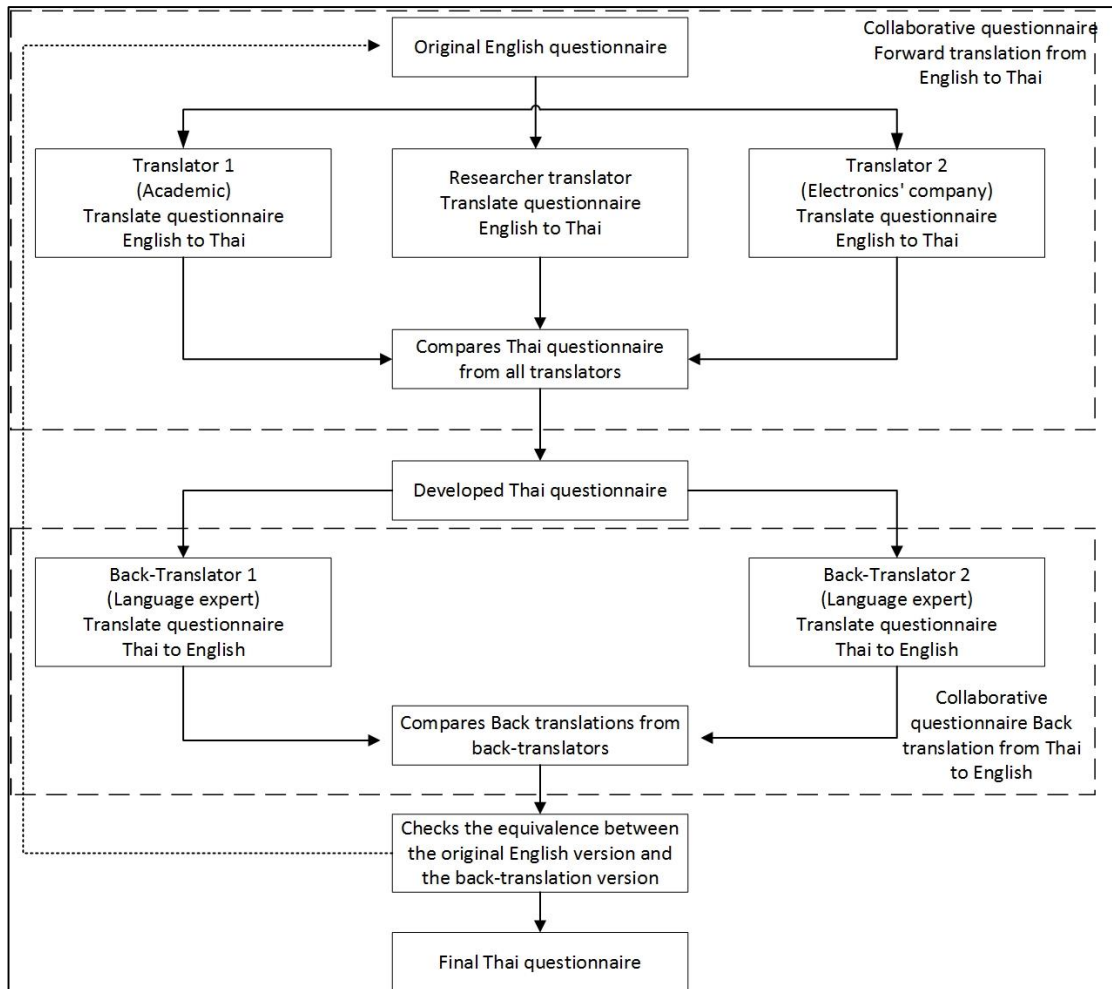 Original English questionnaire
Collaborative questionnaire
Forward translation from
English to Thai
Translator 1
(Academic)
Translate questionnaire
English to Thai
Researcher translator
Translate questionnaire
English to Thai
Translator 2
(Electronics' company)
Translate questionnaire
English to Thai
Compares Thai questionnaire
from all translators
Developed Thai questionnaire
Back-Translator 1
(Language expert)
Translate questionnaire
Thai to English
Back-Translator 2
(Language expert)
Translate questionnaire
Thai to English
Compares Back translations from
back-translators
Collaborative
questionnaire Back
translation from Thai
to English
Checks the equivalence between
the original English version and
the back-translation version
Final Thai questionnaire